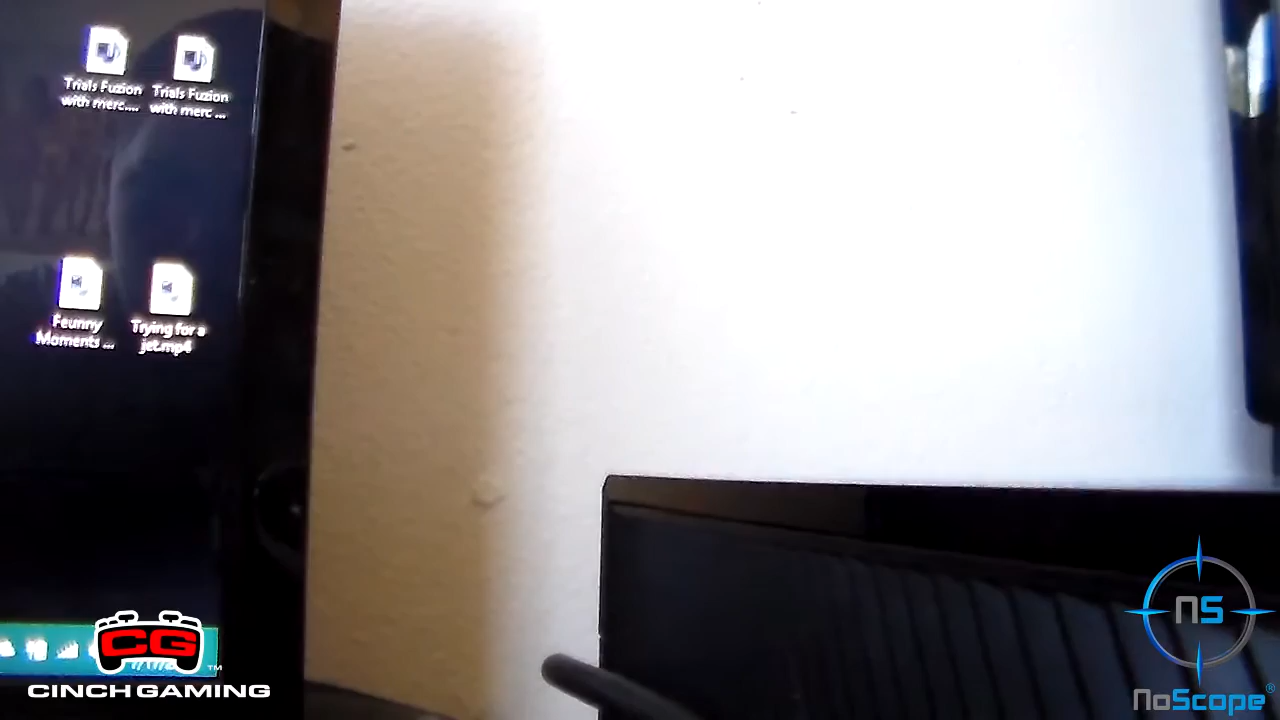 Trials Fuzion
with merc....
Trials Fuzion
with merc ...
Feunny
Moments ...
Trying for a
jet.mp4
CG
TM
CINCH GAMING
NS
NoScope®